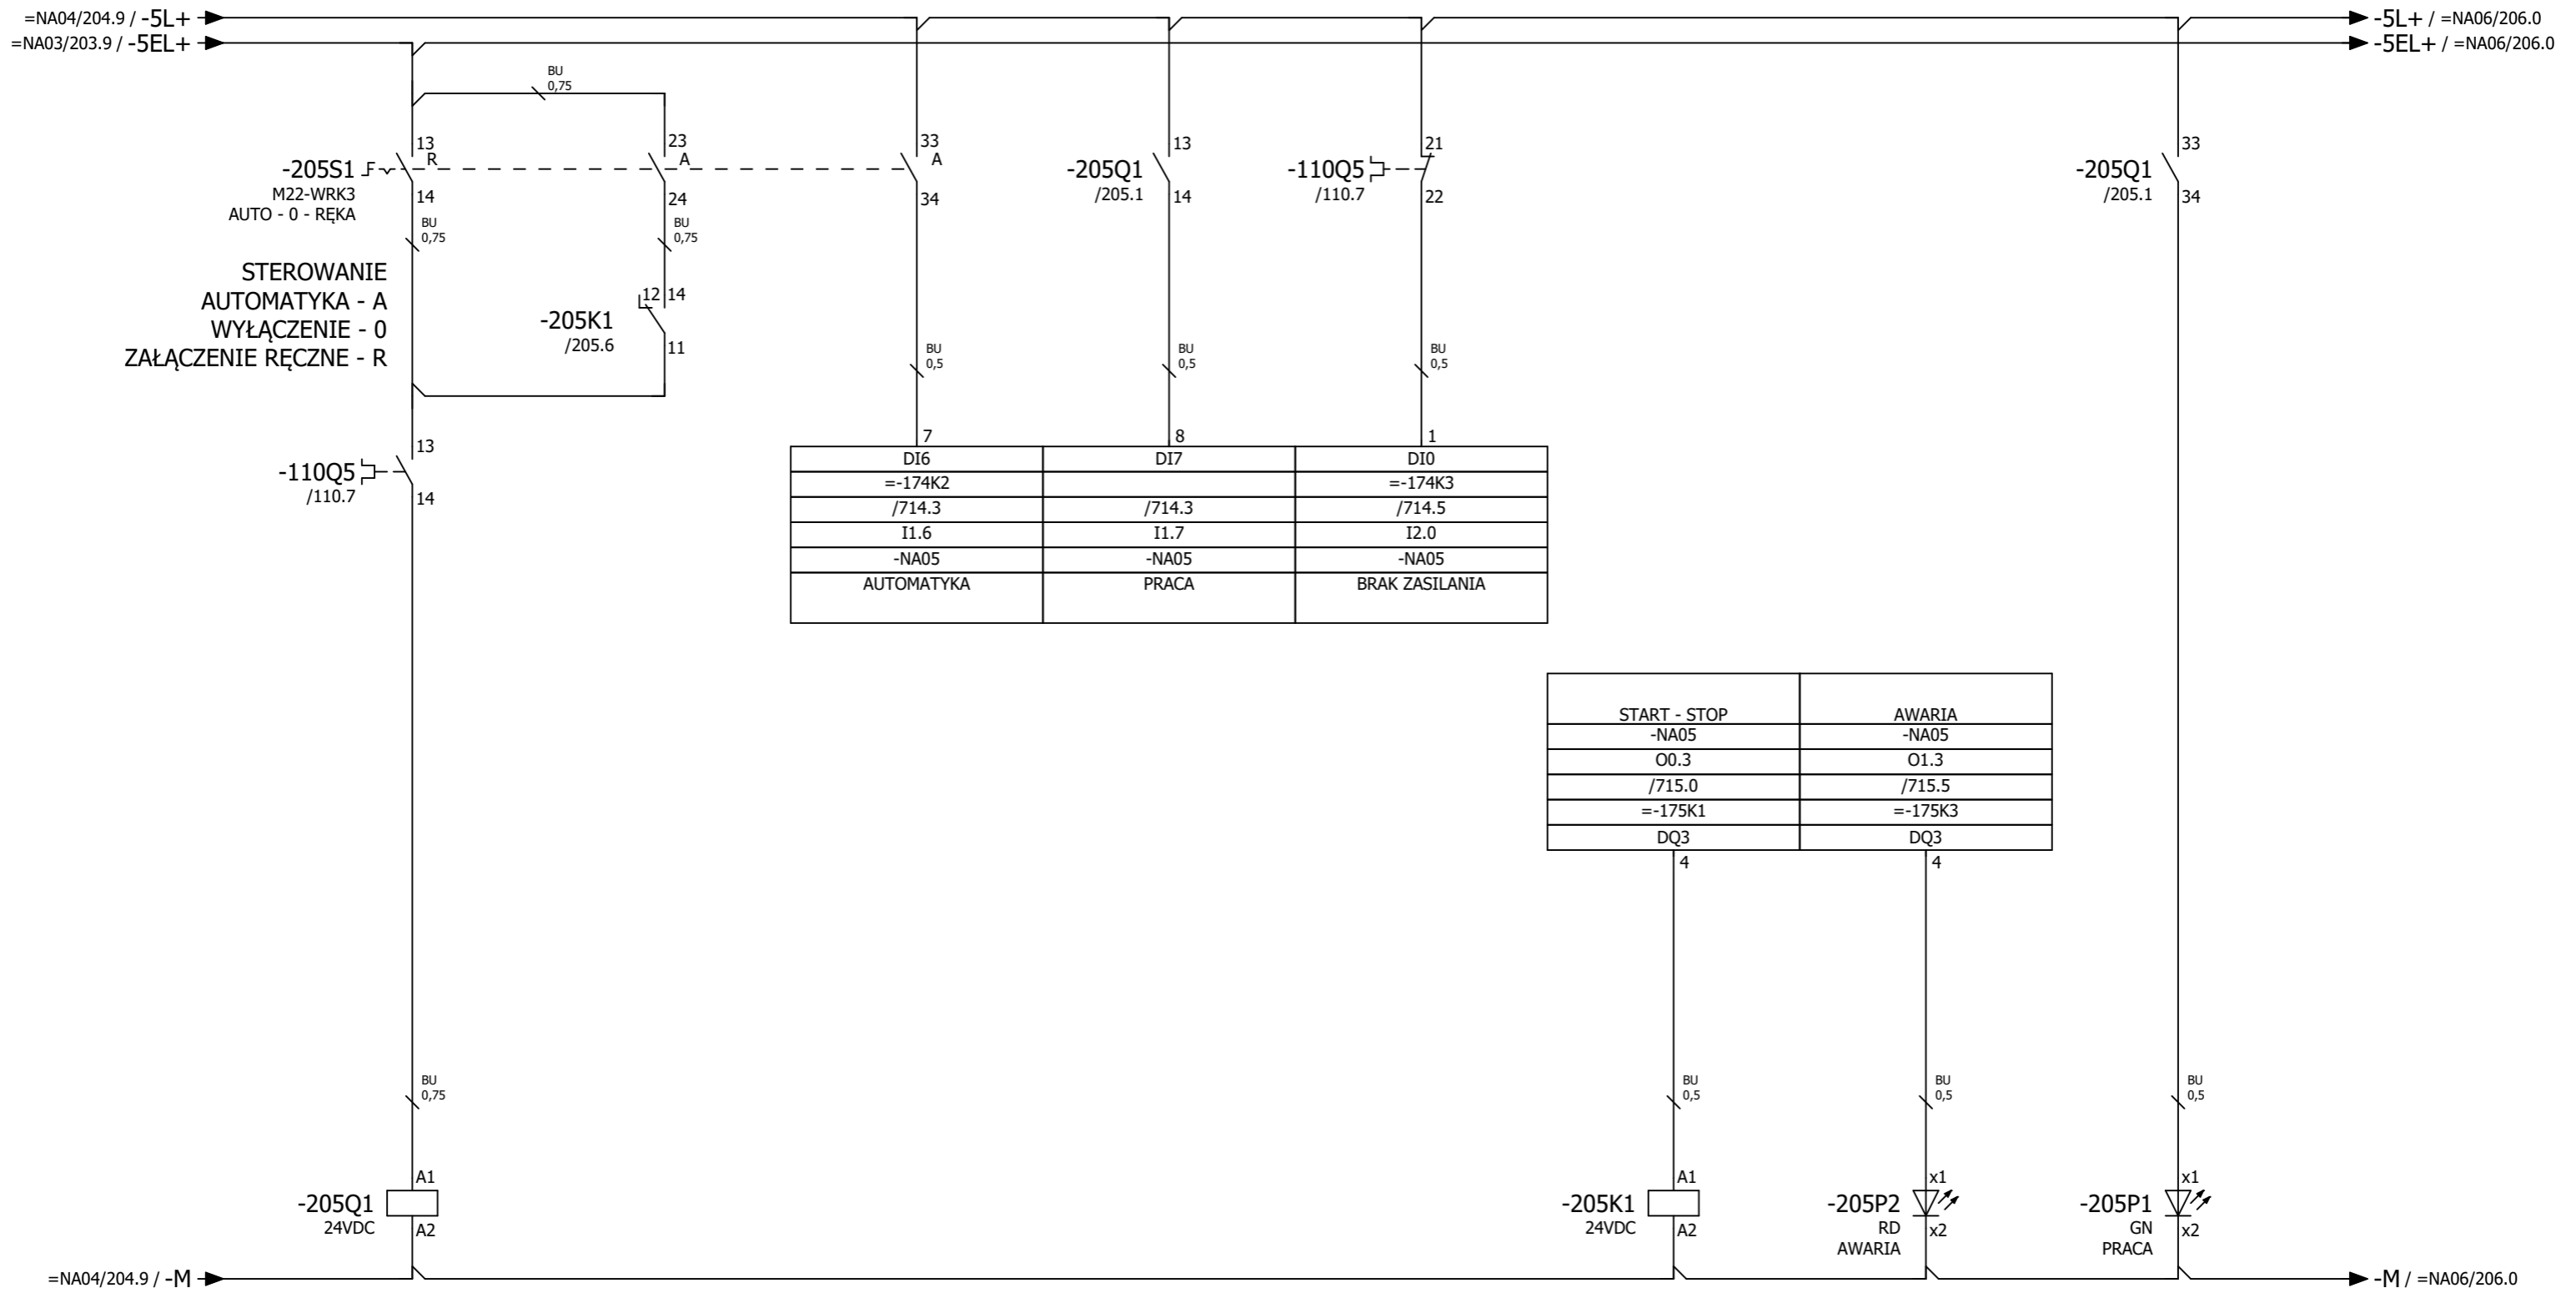 =NA04/204.9 / -5L+
-5L+ / =NA06/206.0
=NA03/203.9 / -5EL+
-5EL+ / =NA06/206.0
BU
0,75
13
R
14
-205S1
M22-WRK3
AUTO - 0 - RĘKA
BU
0,75
23
A
24
BU
0,75
33
A
34
-205Q1
/205.1
13
14
-110Q5
/110.7
21
22
-205Q1
/205.1
33
34
STEROWANIE
AUTOMATYKA - A
WYŁĄCZENIE - 0
ZAŁĄCZENIE RĘCZNE - R
-205K1
/205.6
12 14
11
BU
0,5
BU
0,5
BU
0,5
-110Q5
/110.7
13
14
7 8 1
DI6 DI7 DI0
=-174K2 =-174K3
/714.3 /714.3 /714.5
I1.6 I1.7 I2.0
-NA05 -NA05 -NA05
AUTOMATYKA PRACA BRAK ZASILANIA
START - STOP AWARIA
-NA05 -NA05
O0.3 O1.3
/715.0 /715.5
=-175K1 =-175K3
DQ3 DQ3
4 4
BU
0,75
BU
0,5
BU
0,5
BU
0,5
-205Q1
24VDC
A1
A2
-205K1
24VDC
A1
A2
-205P2
RD
AWARIA
x1
x2
-205P1
GN
PRACA
x1
x2
=NA04/204.9 / -M
-M / =NA06/206.0